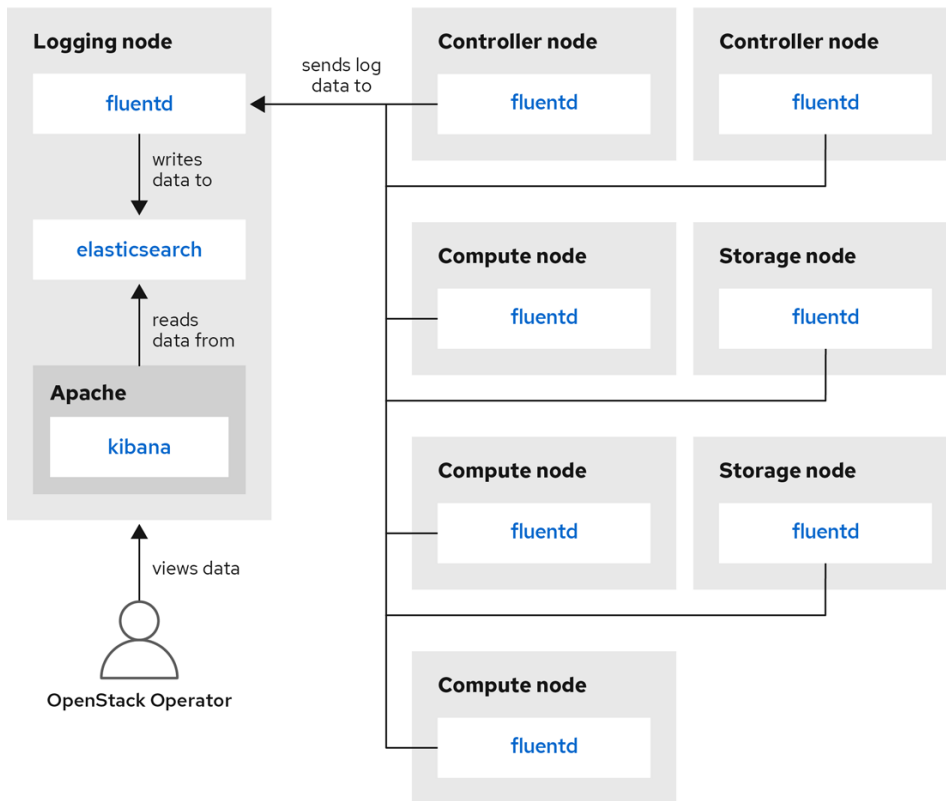 Logging node
fluentd
writes
data to
elasticsearch
reads
data from
Apache
kibana
views data
OpenStack Operator
sends log
data to
Controller node
fluentd
Controller node
fluentd
Compute node
fluentd
Storage node
fluentd
Compute node
fluentd
Storage node
fluentd
Compute node
fluentd